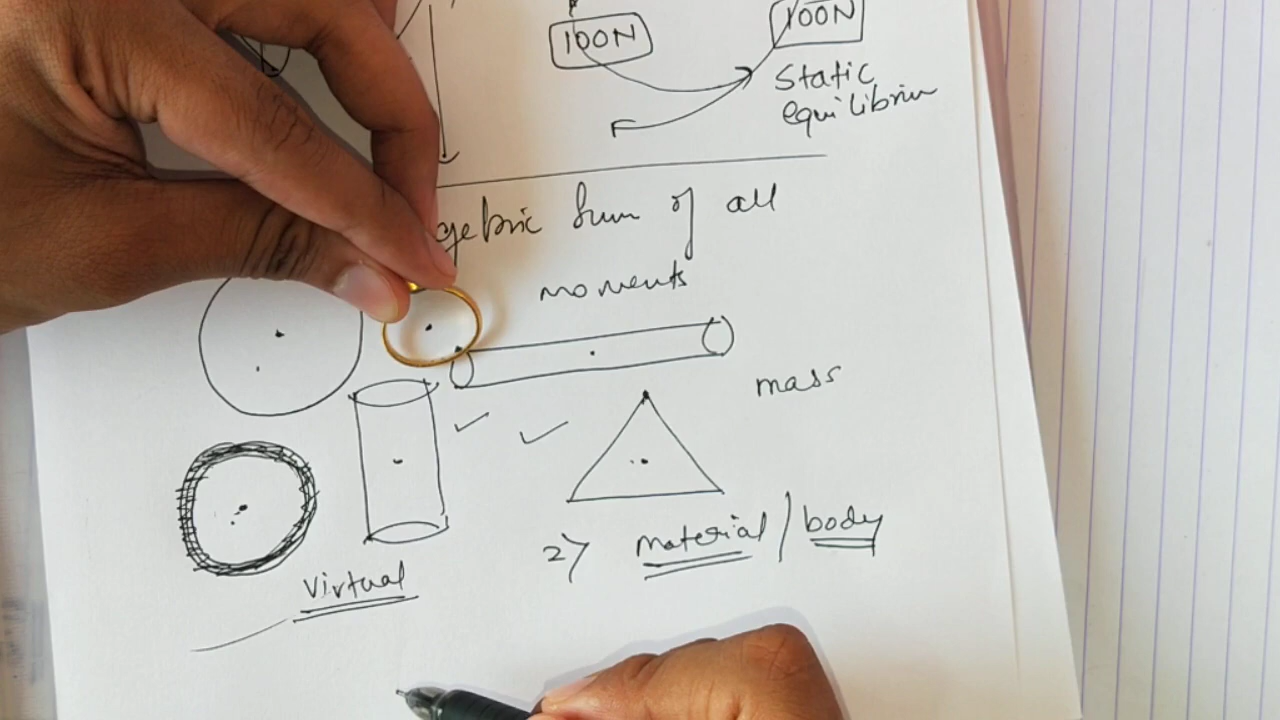 100N
100N
Static
equilibrium
gebric Sum of all
moments
mass
2) material / body
Virtual